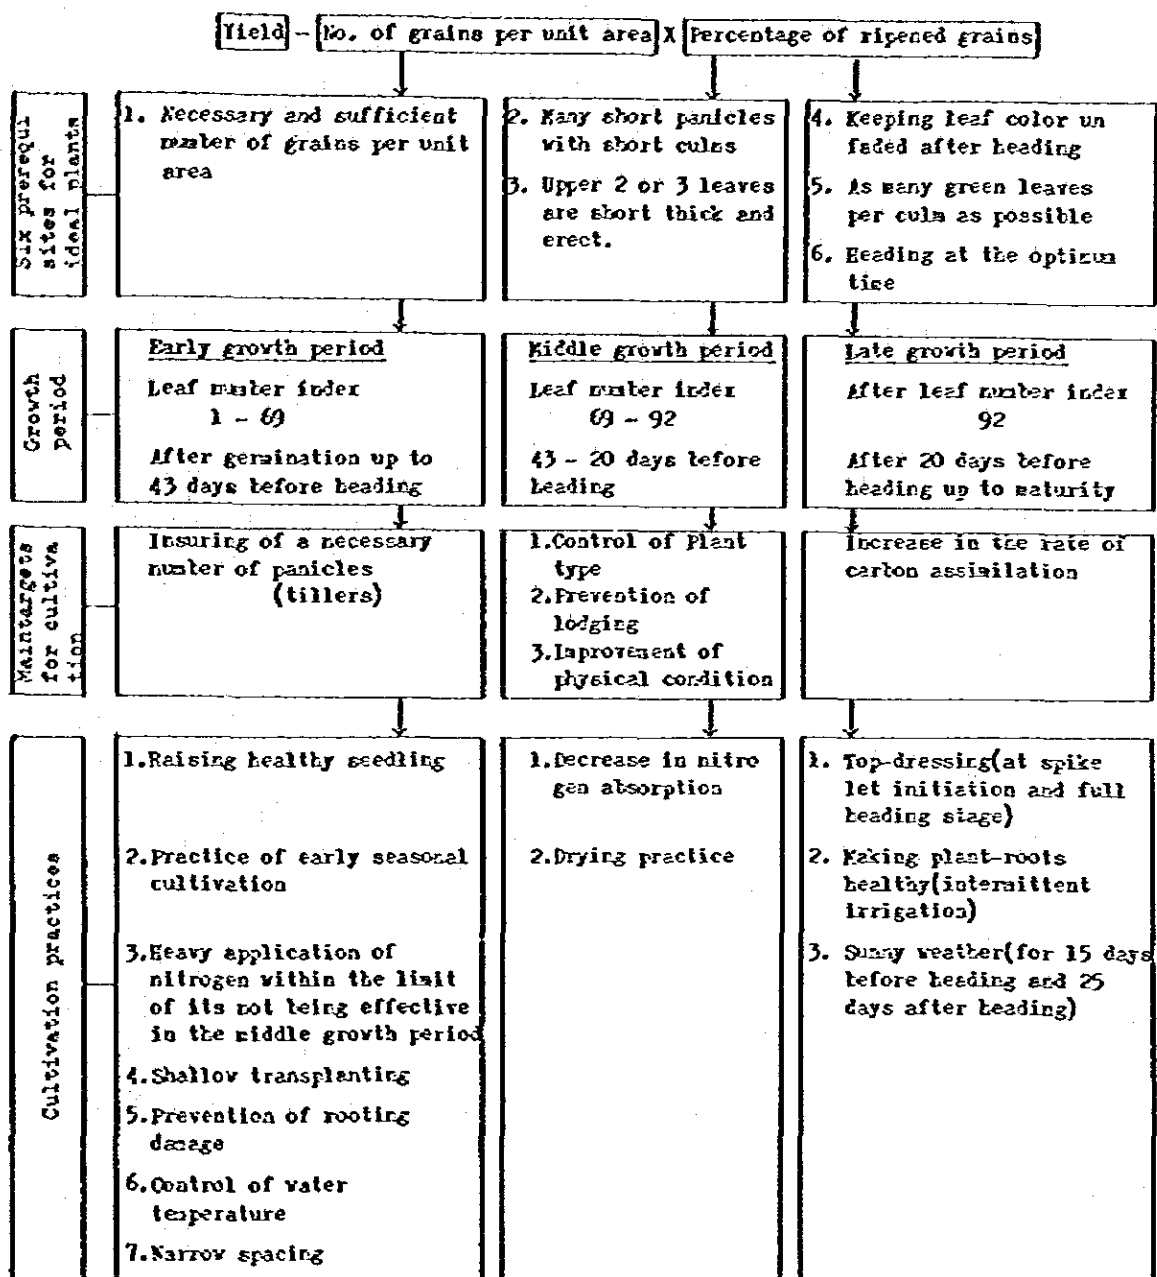 Yield - No. of grains per unit area X Percentage of ripened grains
Six prerequi
sites for
ideal plants
1. Necessary and sufficient
number of grains per unit
area
2. Many short panicles
with short culms
3. Upper 2 or 3 leaves
are short thick and
erect.
4. Keeping leaf color un
faded after heading
5. As many green leaves
per culm as possible
6. Heading at the optimum
time
Growth
period
Early growth period
Leaf number index
1 - 69
After germination up to
43 days before heading
Middle growth period
Leaf number index
69 - 92
43 - 20 days before
heading
Late growth period
After leaf number index
92
After 20 days before
heading up to maturity
Maintargets
for cultiva
tion
Insuring of a necessary
number of panicles
(tillers)
1.Control of Plant
type
2.Prevention of
lodging
3.Improvement of
physical condition
Increase in the rate of
carbon assimilation
Cultivation practices
1.Raising healthy seedling
2.Practice of early seasonal
cultivation
3.Heavy application of
nitrogen within the limit
of its not being effective
in the middle growth period
4.Shallow transplanting
5.Prevention of rooting
damage
6.Control of water
temperature
7.Narrow spacing
1.Decrease in nitro
gen absorption
2.Drying practice
1. Top-dressing(at spike
let initiation and full
heading stage)
2. Making plant-roots
healthy(intermittent
irrigation)
3. Sunny weather(for 15 days
before heading and 25
days after heading)